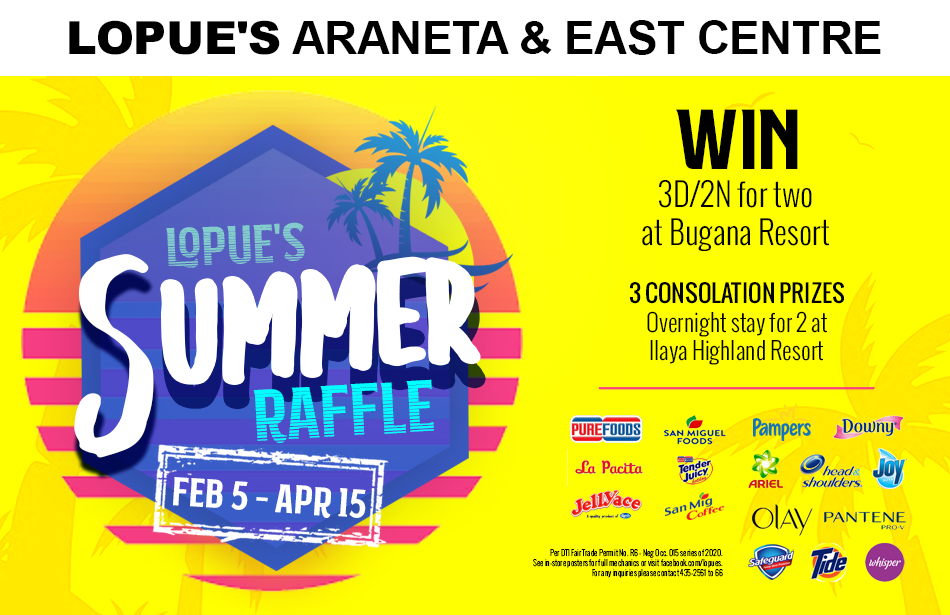 LOPUE'S ARANETA & EAST CENTRE
LOPUE'S
SUMMER
RAFFLE
FEB 5 - APR 15
WIN
3D/2N for two
at Bugana Resort
3 CONSOLATION PRIZES
Overnight stay for 2 at
Ilaya Highland Resort
PUREFOODS
SAN MIGUEL
FOODS
Pampers
Downy
La Pacita
Tender
Juicy
ARIEL
head &
shoulders.
Joy
Jellyace
A quality product of
San Mig
Coffee
OLAY
PANTENE
PRO-V
Safeguard
Tide
whisper
Per DTI Fair Trade Permit No. R6 - Neg Occ. 015 series of 2020.
See in-store posters for full mechanics or visit facebook.com/lopues.
For any inquiries please contact 435-2561 to 66